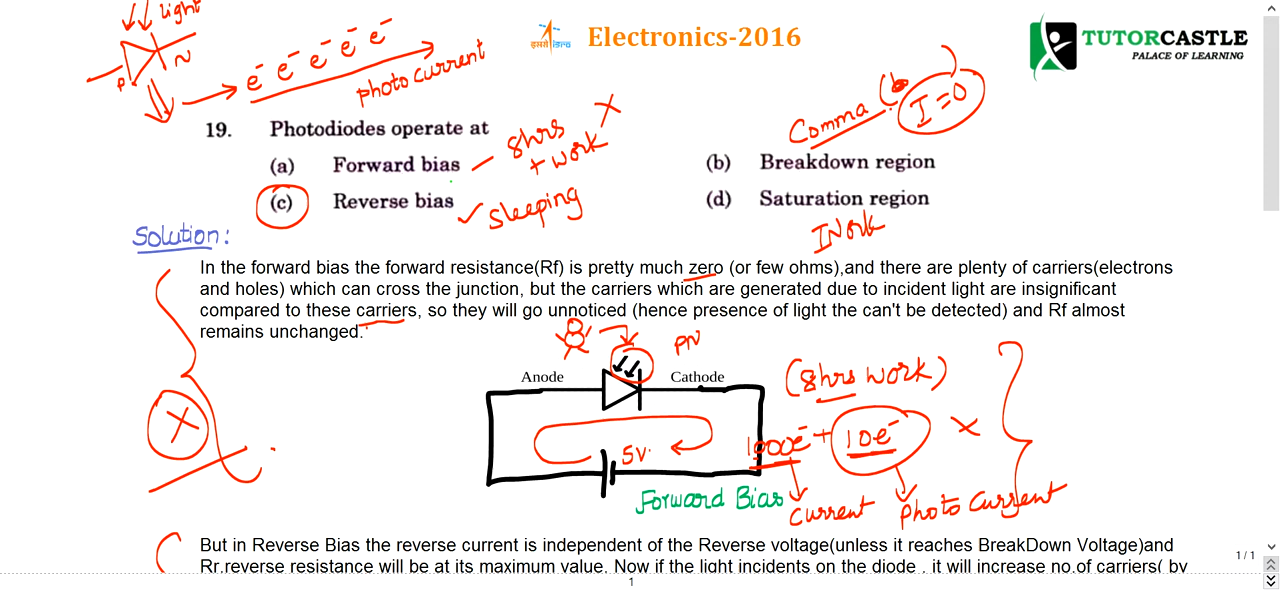 light
P
N
e⁻ e⁻ e⁻ e⁻ e⁻
photo current
इसरो isro
Electronics-2016
TUTORCASTLE
PALACE OF LEARNING
19. Photodiodes operate at
(a) Forward bias
8hrs + work
X
(b) Breakdown region
Comma
I=0
(c) Reverse bias
✓ sleeping
(d) Saturation region
Work
Solution:
In the forward bias the forward resistance(Rf) is pretty much zero (or few ohms),and there are plenty of carriers(electrons
and holes) which can cross the junction, but the carriers which are generated due to incident light are insignificant
compared to these carriers, so they will go unnoticed (hence presence of light the can't be detected) and Rf almost
remains unchanged.
PN
Anode
Cathode
(8hrs work)
X
5V
1000e⁻ + 10e⁻ X
Forward Bias
Current
Photo Current
But in Reverse Bias the reverse current is independent of the Reverse voltage(unless it reaches BreakDown Voltage)and
Rr,reverse resistance will be at its maximum value. Now if the light incidents on the diode , it will increase no.of carriers( by
1
1 / 1